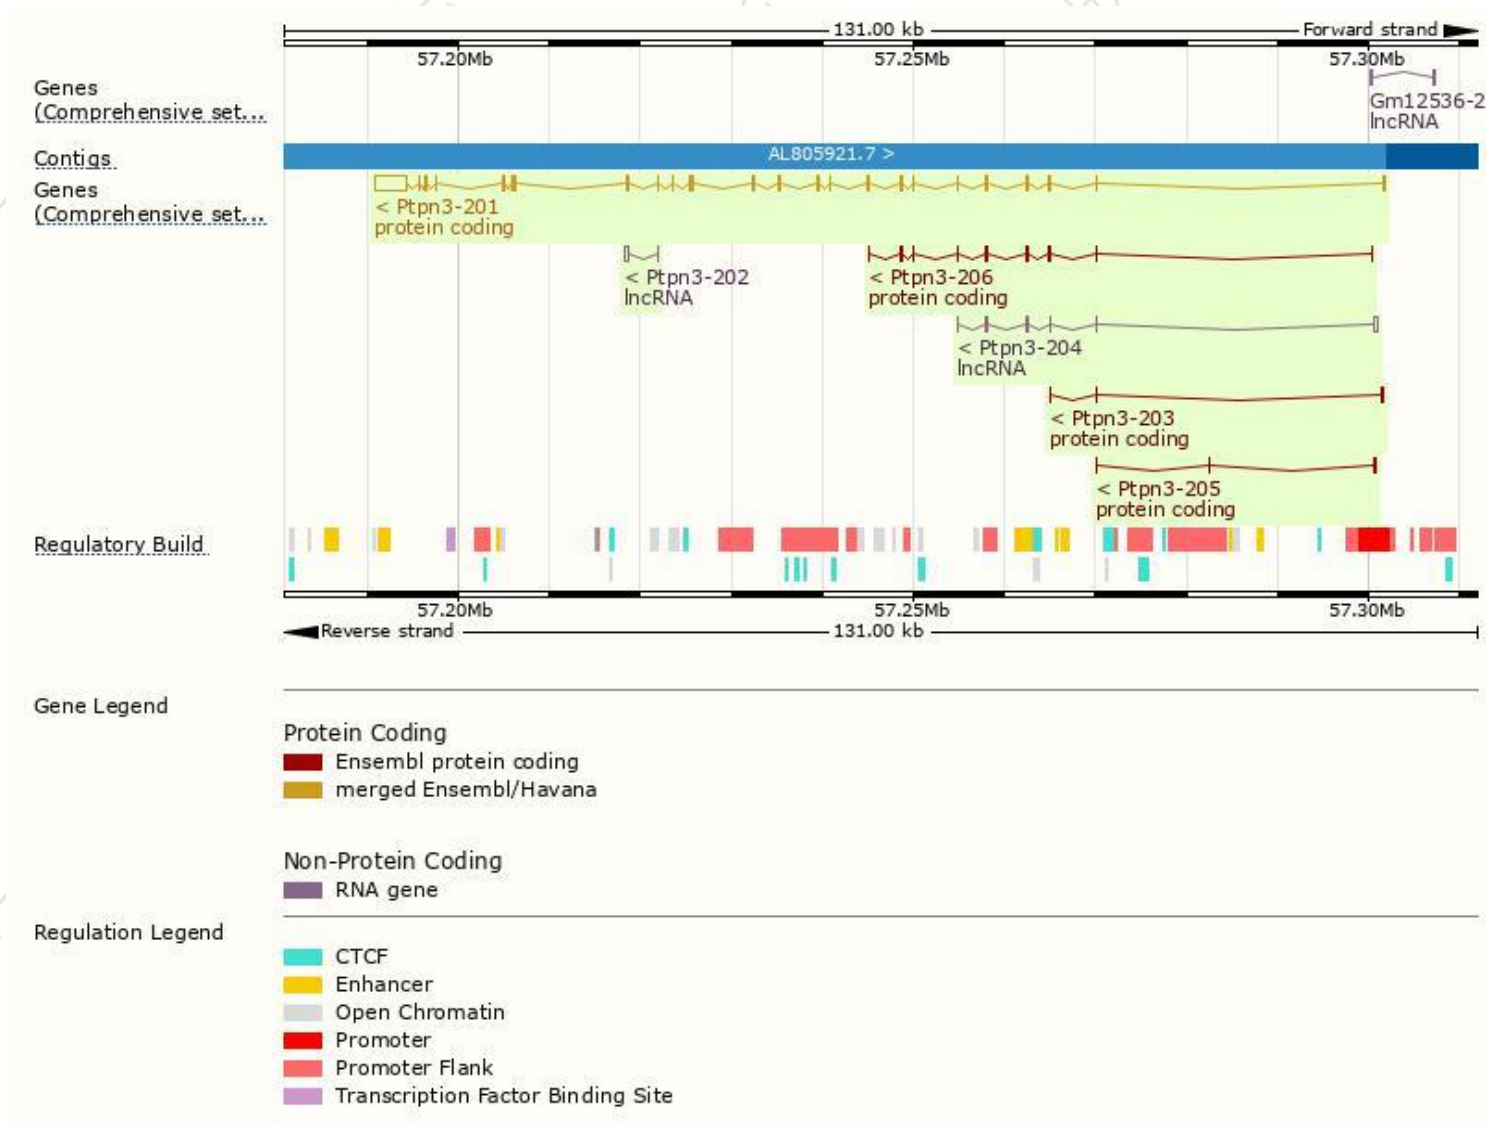 131.00 kb
Forward strand
57.20Mb
57.25Mb
57.30Mb
Genes
(Comprehensive set...
Gm12536-2
lncRNA
Contigs
AL805921.7 >
Genes
(Comprehensive set...
< Ptpn3-201
protein coding
< Ptpn3-202
lncRNA
< Ptpn3-206
protein coding
< Ptpn3-204
lncRNA
< Ptpn3-203
protein coding
< Ptpn3-205
protein coding
Regulatory Build
57.20Mb
57.25Mb
57.30Mb
Reverse strand
131.00 kb
Gene Legend
Protein Coding
Ensembl protein coding
merged Ensembl/Havana
Non-Protein Coding
RNA gene
Regulation Legend
CTCF
Enhancer
Open Chromatin
Promoter
Promoter Flank
Transcription Factor Binding Site